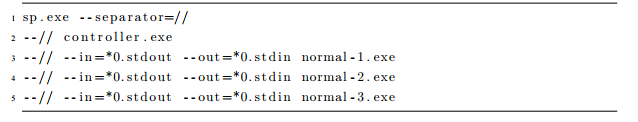 1 sp.exe --separator=//
2 --// controller.exe
3 --// --in=*0.stdout --out=*0.stdin normal-1.exe
4 --// --in=*0.stdout --out=*0.stdin normal-2.exe
5 --// --in=*0.stdout --out=*0.stdin normal-3.exe